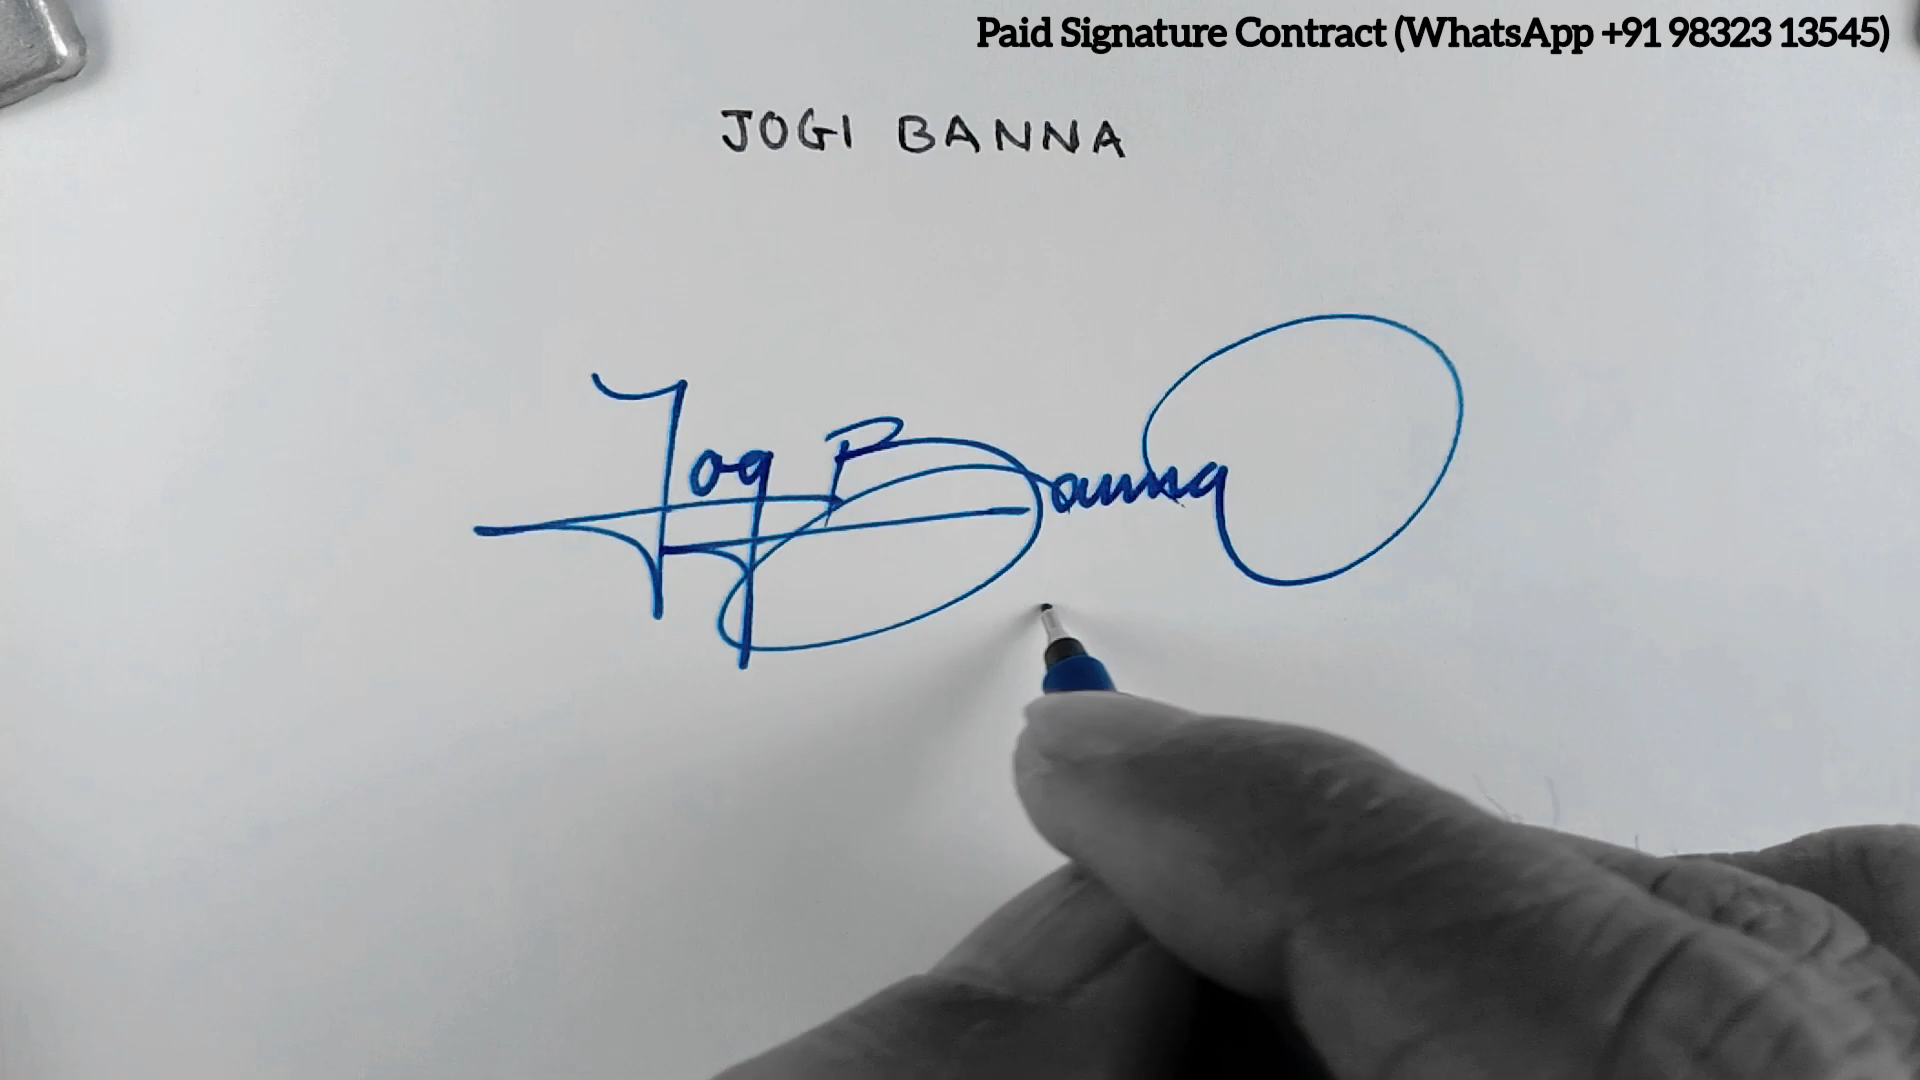 Paid Signature Contract (WhatsApp +91 98323 13545)
JOGI BANNA
Jog Banna